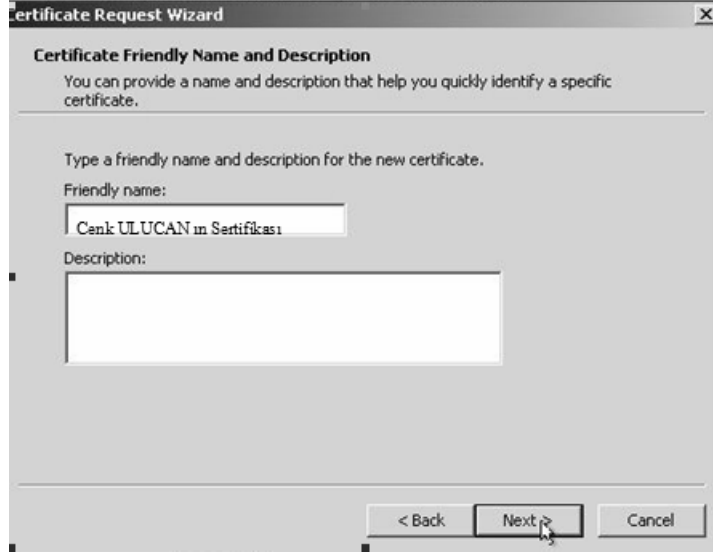 Certificate Request Wizard
Certificate Friendly Name and Description
You can provide a name and description that help you quickly identify a specific
certificate.
Type a friendly name and description for the new certificate.
Friendly name:
Cenk ULUCAN ın Sertifikası
Description:
< Back
Next >
Cancel